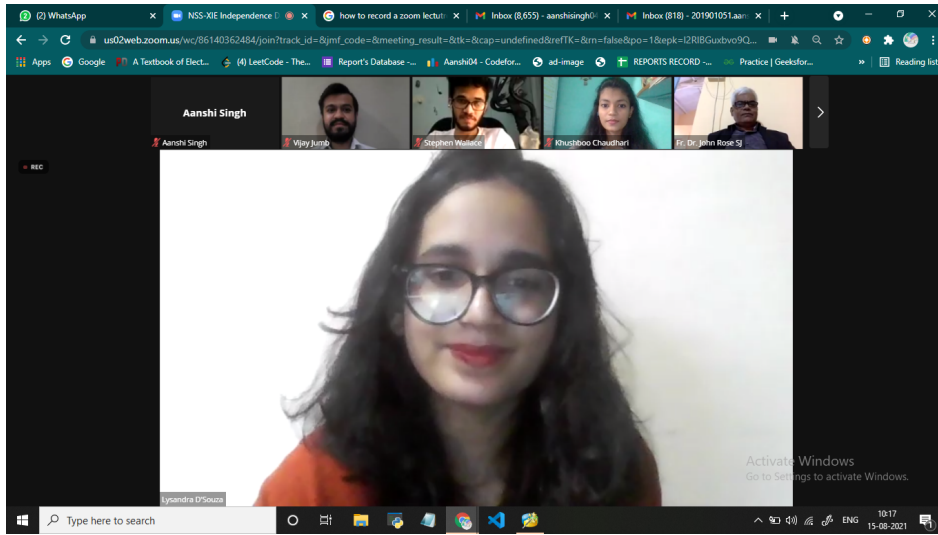 (2) WhatsApp
NSS-XIE Independence D
how to record a zoom lectutr
Inbox (8,655) - aanshisingh04
Inbox (818) - 201901051.aan
us02web.zoom.us/wc/86140362484/join?track_id=&jmf_code=&meeting_result=&tk=&cap=undefined&refTK=&rn=false&po=1&epk=I2RlBGuxbvo9Q...
Apps
Google
A Textbook of Elect...
(4) LeetCode - The...
Report's Database -...
Aanshi04 - Codefor...
ad-image
REPORTS RECORD -...
Practice | Geeksfor...
»
Reading list
Aanshi Singh
Aanshi Singh
Vijay Jumb
Stephen Wallace
Khushboo Chaudhari
Fr. Dr. John Rose SJ
REC
Lysandra D'Souza
Activate Windows
Go to Settings to activate Windows.
Type here to search
ENG
10:17
15-08-2021